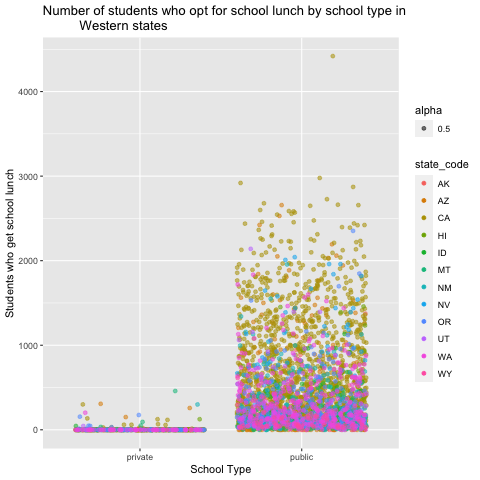 Number of students who opt for school lunch by school type in
Western states
Students who get school lunch
4000
3000
2000
1000
0
private
public
School Type
alpha
0.5
state_code
AK
AZ
CA
HI
ID
MT
NM
NV
OR
UT
WA
WY